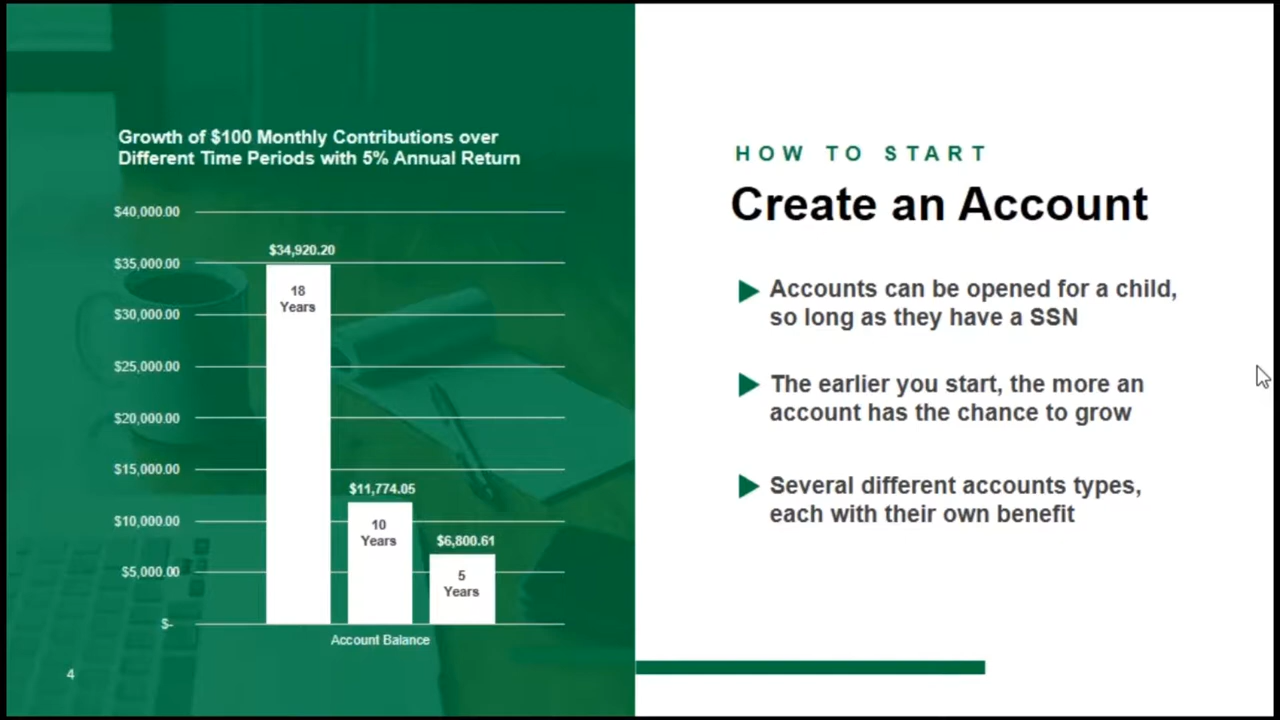 Growth of $100 Monthly Contributions over
Different Time Periods with 5% Annual Return
$40,000.00
$34,920.20
$35,000.00
18
Years
$30,000.00
$25,000.00
$20,000.00
$15,000.00
$11,774.05
$10,000.00
10
Years
$6,800.61
$5,000.00
5
Years
$-
Account Balance
4
HOW TO START
Create an Account
Accounts can be opened for a child,
so long as they have a SSN
The earlier you start, the more an
account has the chance to grow
Several different accounts types,
each with their own benefit